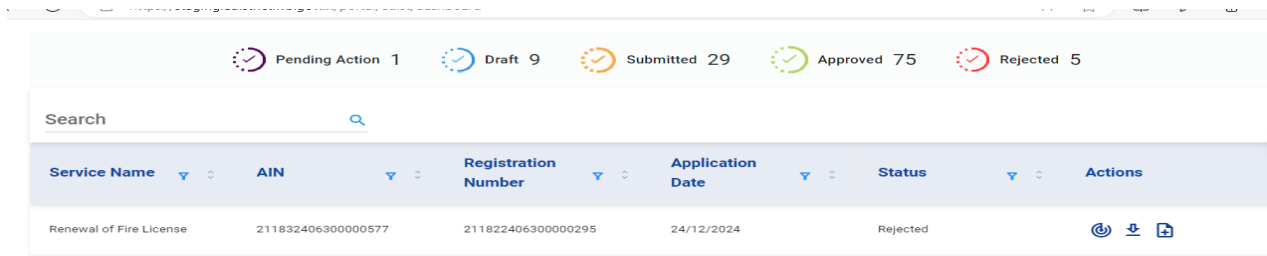 Pending Action 1 Draft 9 Submitted 29 Approved 75 Rejected 5
Search
Service Name AIN Registration Number Application Date Status Actions
Renewal of Fire License 211832406300000577 211822406300000295 24/12/2024 Rejected